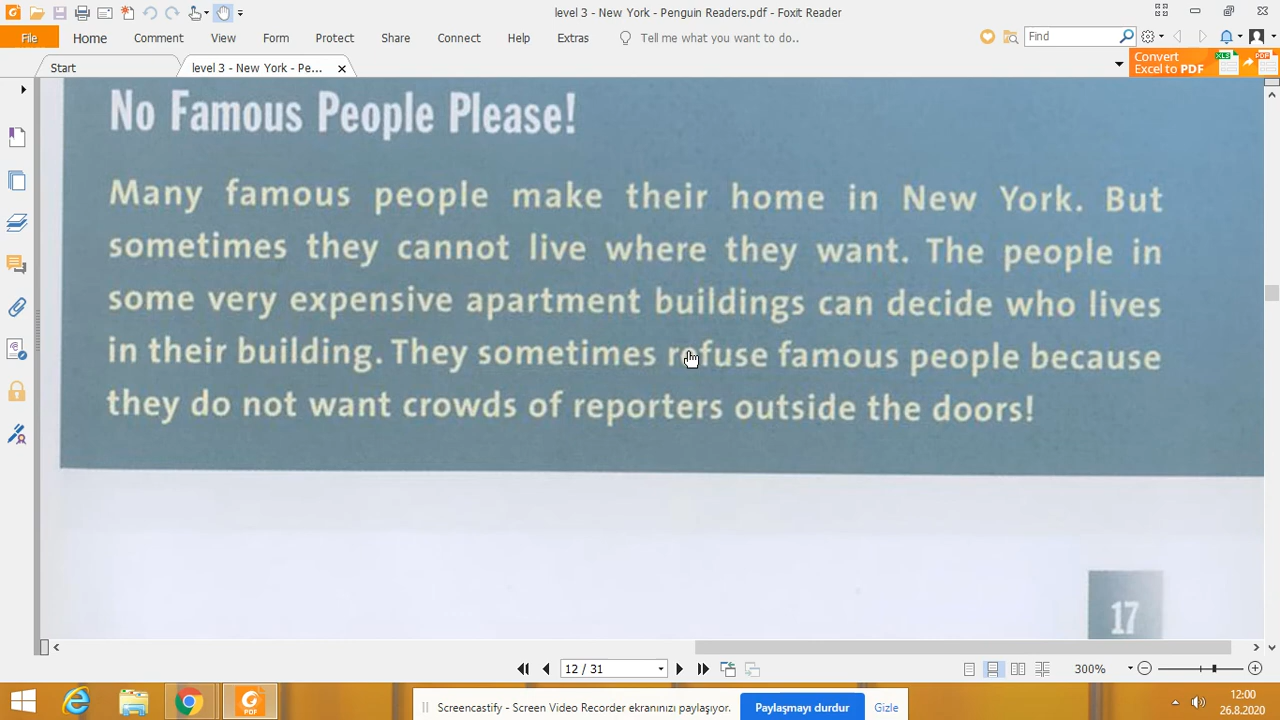 level 3 - New York - Penguin Readers.pdf - Foxit Reader
File Home Comment View Form Protect Share Connect Help Extras Tell me what you want to do.. Find
Start level 3 - New York - Pe...
Convert
Excel to PDF
No Famous People Please!
Many famous people make their home in New York. But
sometimes they cannot live where they want. The people in
some very expensive apartment buildings can decide who lives
in their building. They sometimes refuse famous people because
they do not want crowds of reporters outside the doors!
17
12 / 31 300%
Screencastify - Screen Video Recorder ekranınızı paylaşıyor. Paylaşmayı durdur Gizle
12:00
26.8.2020